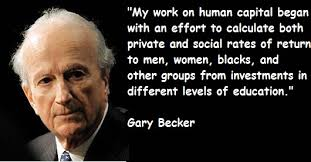 "My work on human capital began
with an effort to calculate both
private and social rates of return
to men, women, blacks, and
other groups from investments in
different levels of education."
Gary Becker